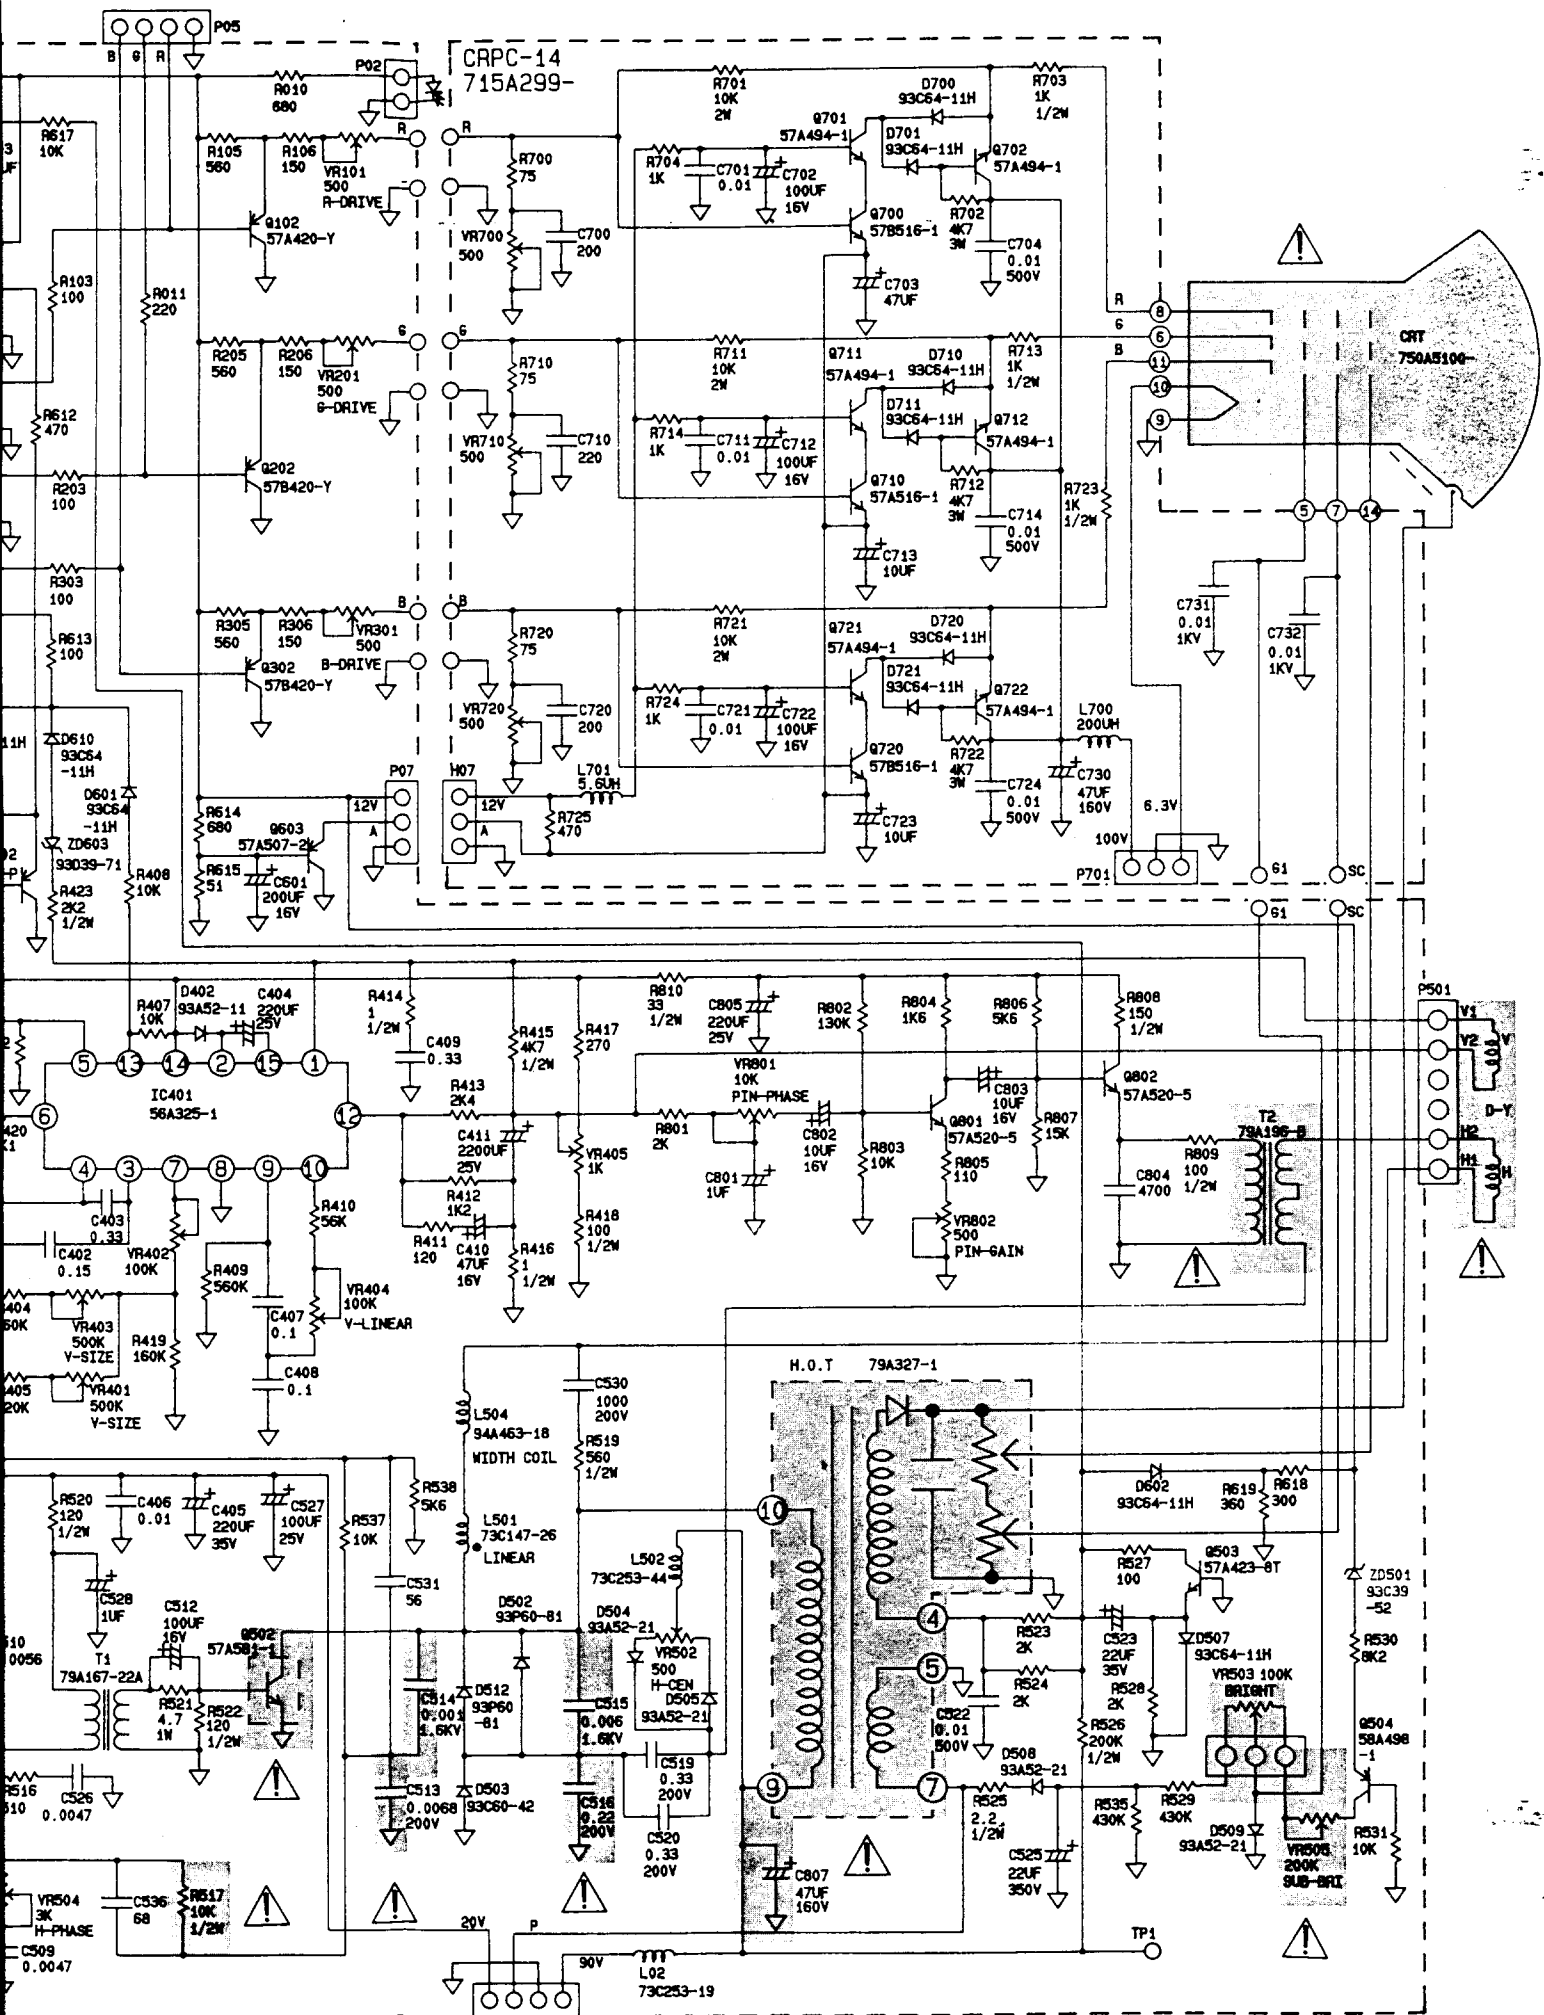 P05
B G R
P02
CRPC-14
715A299-
R010
680
R617
10K
R105
560
R106
150
VR101
500
R-DRIVE
R
R
R700
75
VR700
500
C700
200
R701
10K
2W
R704
1K
C701
0.01
C702
100UF
16V
Q701
57A494-1
D700
93C64-11H
D701
93C64-11H
Q702
57A494-1
R703
1K
1/2W
Q700
57B516-1
R702
4K7
3W
C704
0.01
500V
C703
47UF
Q102
57A420-Y
R103
100
R011
220
R205
560
R206
150
VR201
500
G-DRIVE
G
G
R710
75
VR710
500
C710
220
R711
10K
2W
R714
1K
C711
0.01
C712
100UF
16V
Q711
57A494-1
D710
93C64-11H
D711
93C64-11H
Q712
57A494-1
R713
1K
1/2W
Q710
57A516-1
R712
4K7
3W
C714
0.01
500V
C713
10UF
R723
1K
1/2W
R
G
B
8
6
11
10
9
CRT
750A5100-
5 7 14
R612
470
R203
100
Q202
57B420-Y
R303
100
R613
100
R305
560
R306
150
VR301
500
B-DRIVE
Q302
57B420-Y
B
B
R720
75
VR720
500
C720
200
R721
10K
2W
R724
1K
C721
0.01
C722
100UF
16V
Q721
57A494-1
D720
93C64-11H
D721
93C64-11H
Q722
57A494-1
Q720
57B516-1
R722
4K7
3W
C724
0.01
500V
C723
10UF
L700
200UH
C730
47UF
160V
C731
0.01
1KV
C732
0.01
1KV
6.3V
100V
P701
G1
SC
G1
SC
11H
D610
93C64
-11H
D601
93C64
-11H
ZD603
93D39-71
R423
2K2
1/2W
R408
10K
R614
680
R615
51
Q603
57A507-2
C601
200UF
16V
P07
12V
A
H07
12V
A
L701
5.6UH
R725
470
R407
10K
D402
93A52-11
C404
220UF
25V
R414
1
1/2W
C409
0.33
R415
4K7
1/2W
R417
270
R810
33
1/2W
C805
220UF
25V
R802
130K
R804
1K6
R806
5K6
R808
150
1/2W
P501
V1
V2
V
D-Y
H2
H1
H
5 13 14 2 15 1
IC401
56A325-1
6
12
4 3 7 8 9 10
R413
2K4
C411
2200UF
25V
R412
1K2
R411
120
C410
47UF
16V
VR405
1K
R418
100
1/2W
R416
1
1/2W
R801
2K
VR801
10K
PIN-PHASE
C801
1UF
C802
10UF
16V
R803
10K
Q801
57A520-5
R805
110
VR802
500
PIN-GAIN
C803
10UF
16V
R807
15K
Q802
57A520-5
C804
4700
R809
100
1/2W
T2
79A196-B
C403
0.33
C402
0.15
VR402
100K
R409
560K
R410
56K
VR404
100K
V-LINEAR
C407
0.1
C408
0.1
VR403
500K
V-SIZE
R419
160K
VR401
500K
V-SIZE
L504
94A463-18
WIDTH COIL
C530
1000
200V
R519
560
1/2W
H.O.T 79A327-1
10
9
4
5
7
R520
120
1/2W
C406
0.01
C405
220UF
35V
C527
100UF
25V
R537
10K
R538
5K6
L501
73C147-26
LINEAR
C528
1UF
C512
100UF
16V
T1
79A167-22A
R521
4.7
1W
R522
120
1/2W
Q502
57A581-1
C531
56
C514
0.001
1.6KV
C513
0.0068
200V
D512
93P60
-81
D503
93C60-42
D502
93P60-81
C515
0.006
1.6KV
C516
0.22
200V
L502
73C253-44
D504
93A52-21
VR502
500
H-CEN
D505
93A52-21
C519
0.33
200V
C520
0.33
200V
C807
47UF
160V
D602
93C64-11H
R619
360
R618
300
R527
100
Q503
57A423-8T
R523
2K
R524
2K
C522
0.01
500V
C523
22UF
35V
R528
2K
D507
93C64-11H
R526
200K
1/2W
VR503 100K
BRIGHT
ZD501
93C39
-52
R530
8K2
Q504
58A498
-1
R525
2.2
1/2W
D508
93A52-21
C525
22UF
350V
R535
430K
R529
430K
D509
93A52-21
VR505
200K
SUB-BRI
R531
10K
R516
C526
0.0047
VR504
3K
H-PHASE
C509
0.0047
C536
68
R517
10K
1/2W
20V
P
90V
L02
73C253-19
TP1